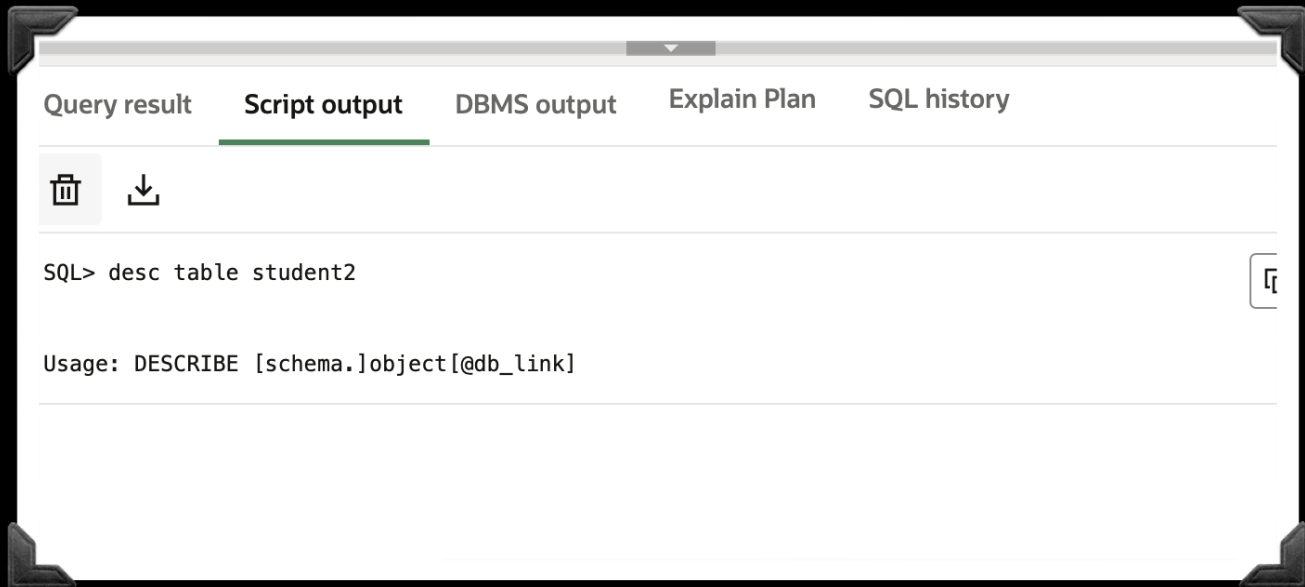 Query result Script output DBMS output Explain Plan SQL history
SQL> desc table student2
Usage: DESCRIBE [schema.]object[@db_link]